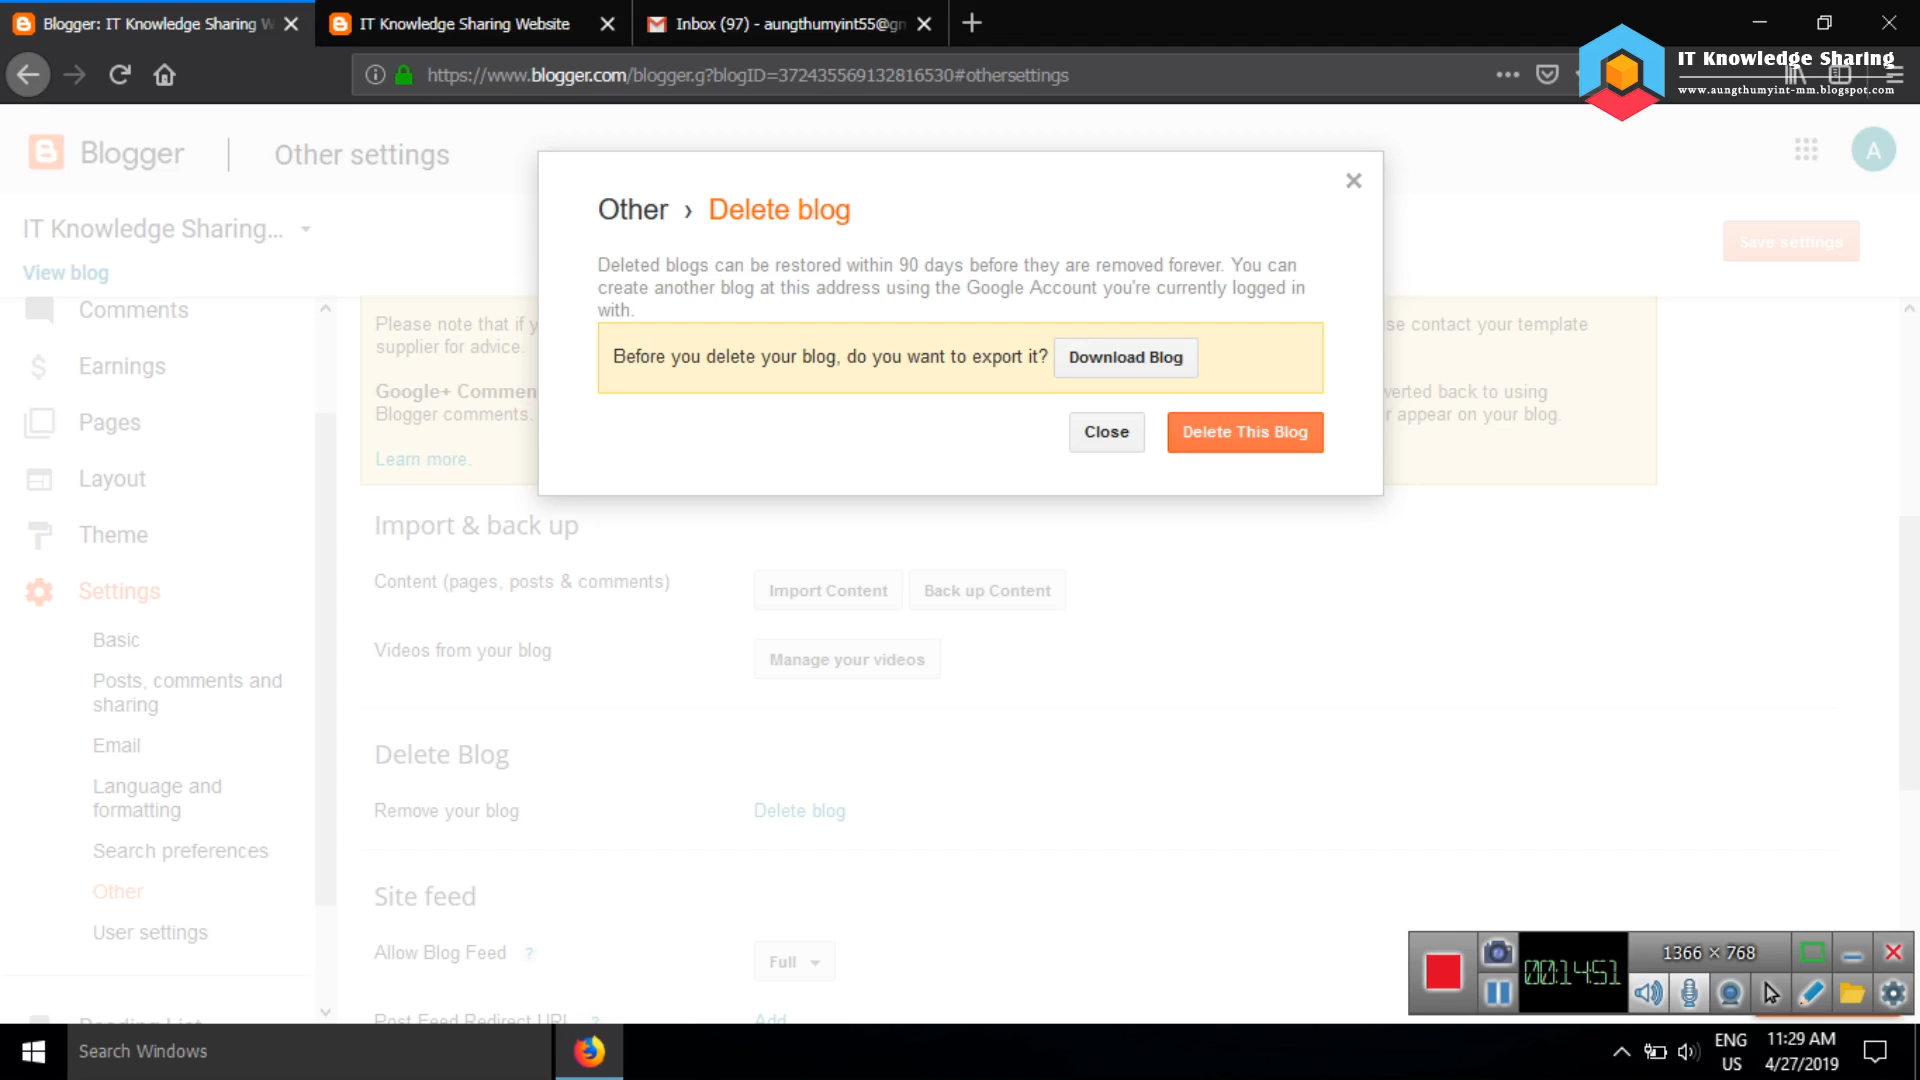 Blogger: IT Knowledge Sharing W
IT Knowledge Sharing Website
Inbox (97) - aungthumyint55@gn
https://www.blogger.com/blogger.g?blogID=372435569132816530#othersettings
IT Knowledge Sharing
www.aungthumyint-mm.blogspot.com
Blogger
Other settings
A
IT Knowledge Sharing...
View blog
Save settings
Comments
Earnings
Pages
Layout
Theme
Settings
Basic
Posts, comments and
sharing
Email
Language and
formatting
Search preferences
Other
User settings
Other › Delete blog
Deleted blogs can be restored within 90 days before they are removed forever. You can
create another blog at this address using the Google Account you're currently logged in
with.
Before you delete your blog, do you want to export it? Download Blog
Close
Delete This Blog
Please note that if y
se contact your template
supplier for advice.
Google+ Commen
verted back to using
Blogger comments.
r appear on your blog.
Learn more.
Import & back up
Content (pages, posts & comments)
Import Content
Back up Content
Videos from your blog
Manage your videos
Delete Blog
Remove your blog
Delete blog
Site feed
Allow Blog Feed ?
Full
Post Feed Redirect URL ?
Add
00:14:51
1366 × 768
Search Windows
ENG
US
11:29 AM
4/27/2019